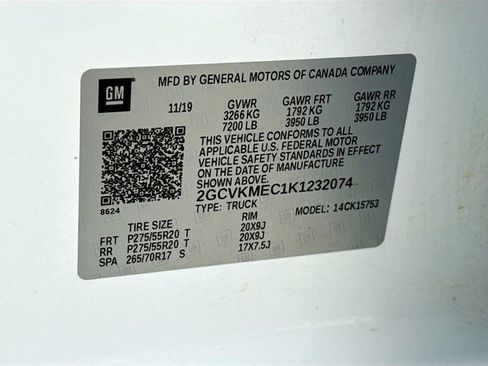 GM
MFD BY GENERAL MOTORS OF CANADA COMPANY
11/19 GVWR GAWR FRT GAWR RR
3266 KG 1792 KG 1792 KG
7200 LB 3950 LB 3950 LB
THIS VEHICLE CONFORMS TO ALL
APPLICABLE U.S. FEDERAL MOTOR
VEHICLE SAFETY STANDARDS IN EFFECT
ON THE DATE OF MANUFACTURE
SHOWN ABOVE.
2GCVKMEC1K1232074
8624 TYPE: TRUCK MODEL: 14CK15753
TIRE SIZE RIM
FRT P275/55R20 T 20X9J
RR P275/55R20 T 20X9J
SPA 265/70R17 S 17X7.5J